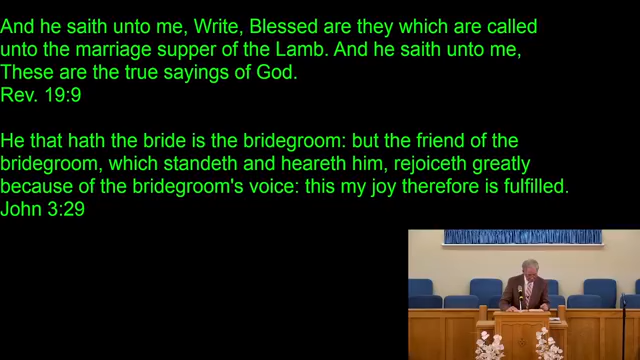 And he saith unto me, Write, Blessed are they which are called
unto the marriage supper of the Lamb. And he saith unto me,
These are the true sayings of God.
Rev. 19:9
He that hath the bride is the bridegroom: but the friend of the
bridegroom, which standeth and heareth him, rejoiceth greatly
because of the bridegroom's voice: this my joy therefore is fulfilled.
John 3:29